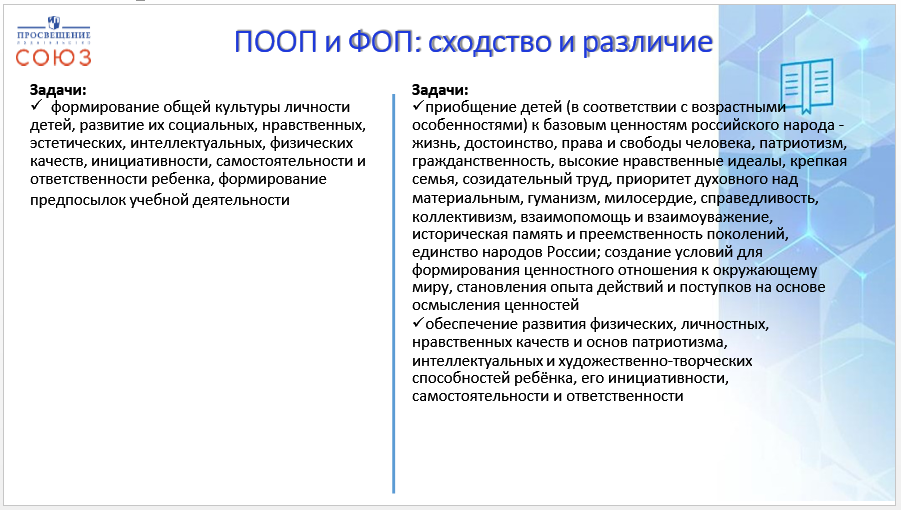 ПРОСВЕЩЕНИЕ
ИЗДАТЕЛЬСТВО
СОЮЗ
ПООП и ФОП: сходство и различие
Задачи:
✓ формирование общей культуры личности
детей, развитие их социальных, нравственных,
эстетических, интеллектуальных, физических
качеств, инициативности, самостоятельности и
ответственности ребенка, формирование
предпосылок учебной деятельности
Задачи:
✓приобщение детей (в соответствии с возрастными
особенностями) к базовым ценностям российского народа -
жизнь, достоинство, права и свободы человека, патриотизм,
гражданственность, высокие нравственные идеалы, крепкая
семья, созидательный труд, приоритет духовного над
материальным, гуманизм, милосердие, справедливость,
коллективизм, взаимопомощь и взаимоуважение,
историческая память и преемственность поколений,
единство народов России; создание условий для
формирования ценностного отношения к окружающему
миру, становления опыта действий и поступков на основе
осмысления ценностей
✓обеспечение развития физических, личностных,
нравственных качеств и основ патриотизма,
интеллектуальных и художественно-творческих
способностей ребёнка, его инициативности,
самостоятельности и ответственности